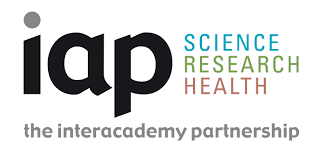 iap
SCIENCE
RESEARCH
HEALTH
the interacademy partnership